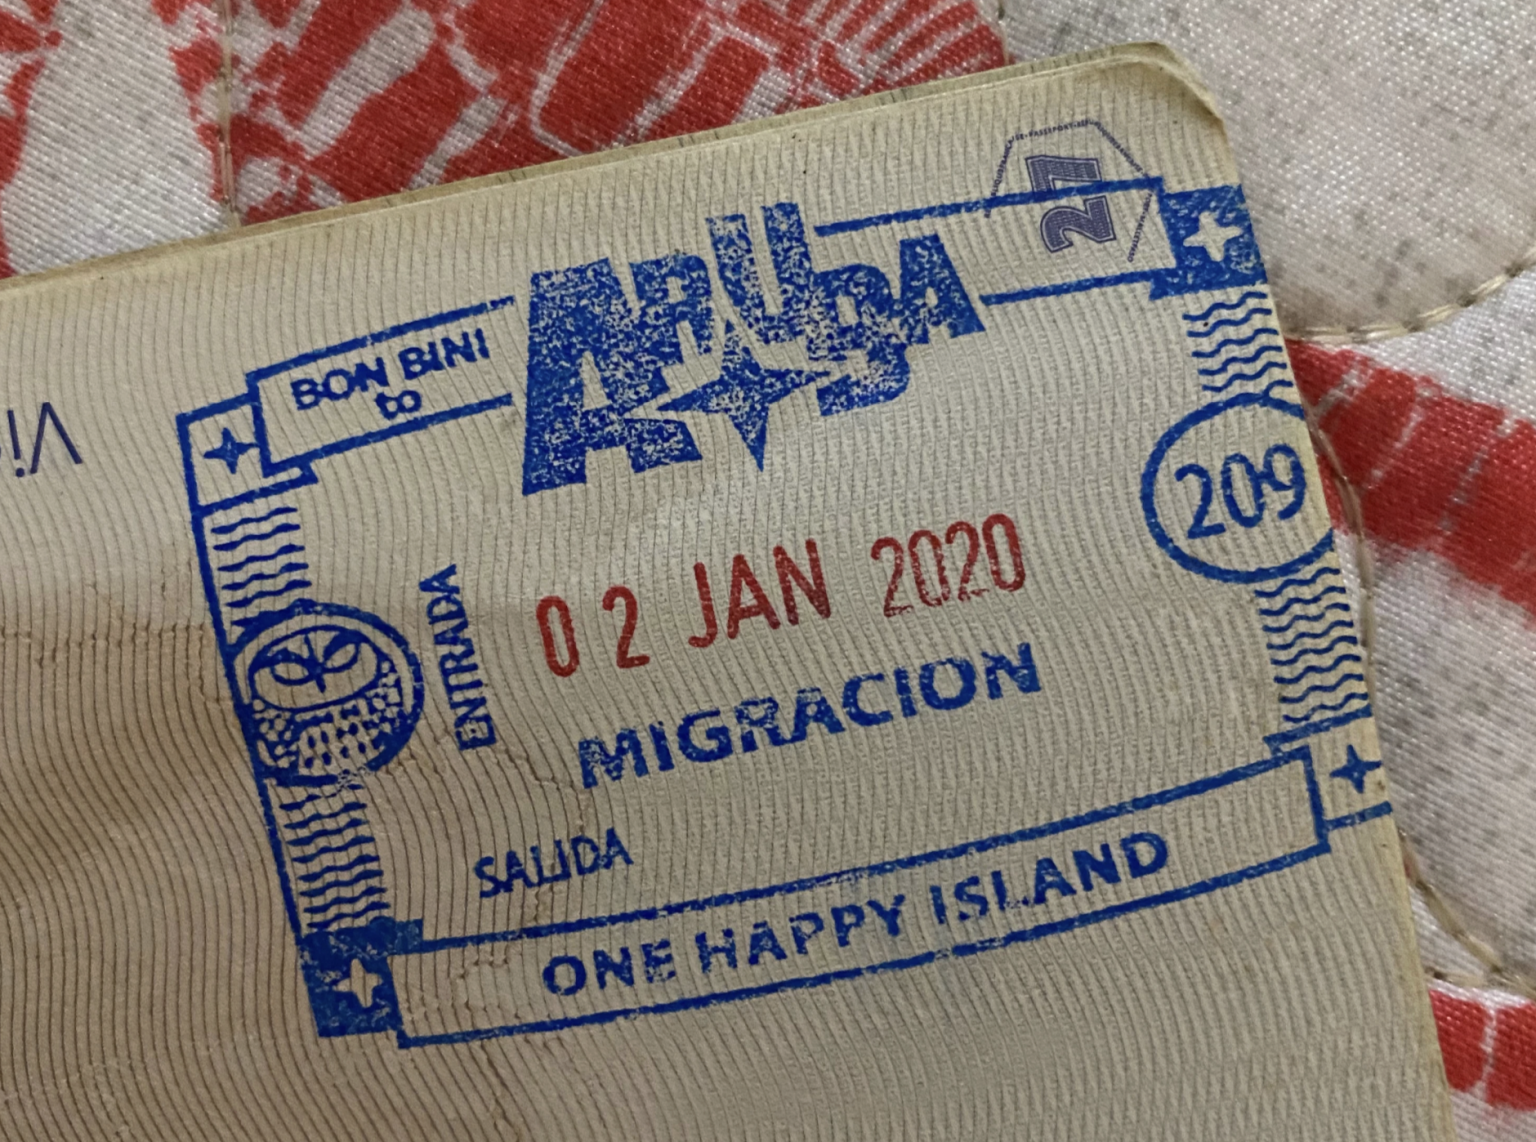 27
BON BINI
to
ARUBA
209
ENTRADA
02 JAN 2020
MIGRACION
SALIDA
ONE HAPPY ISLAND